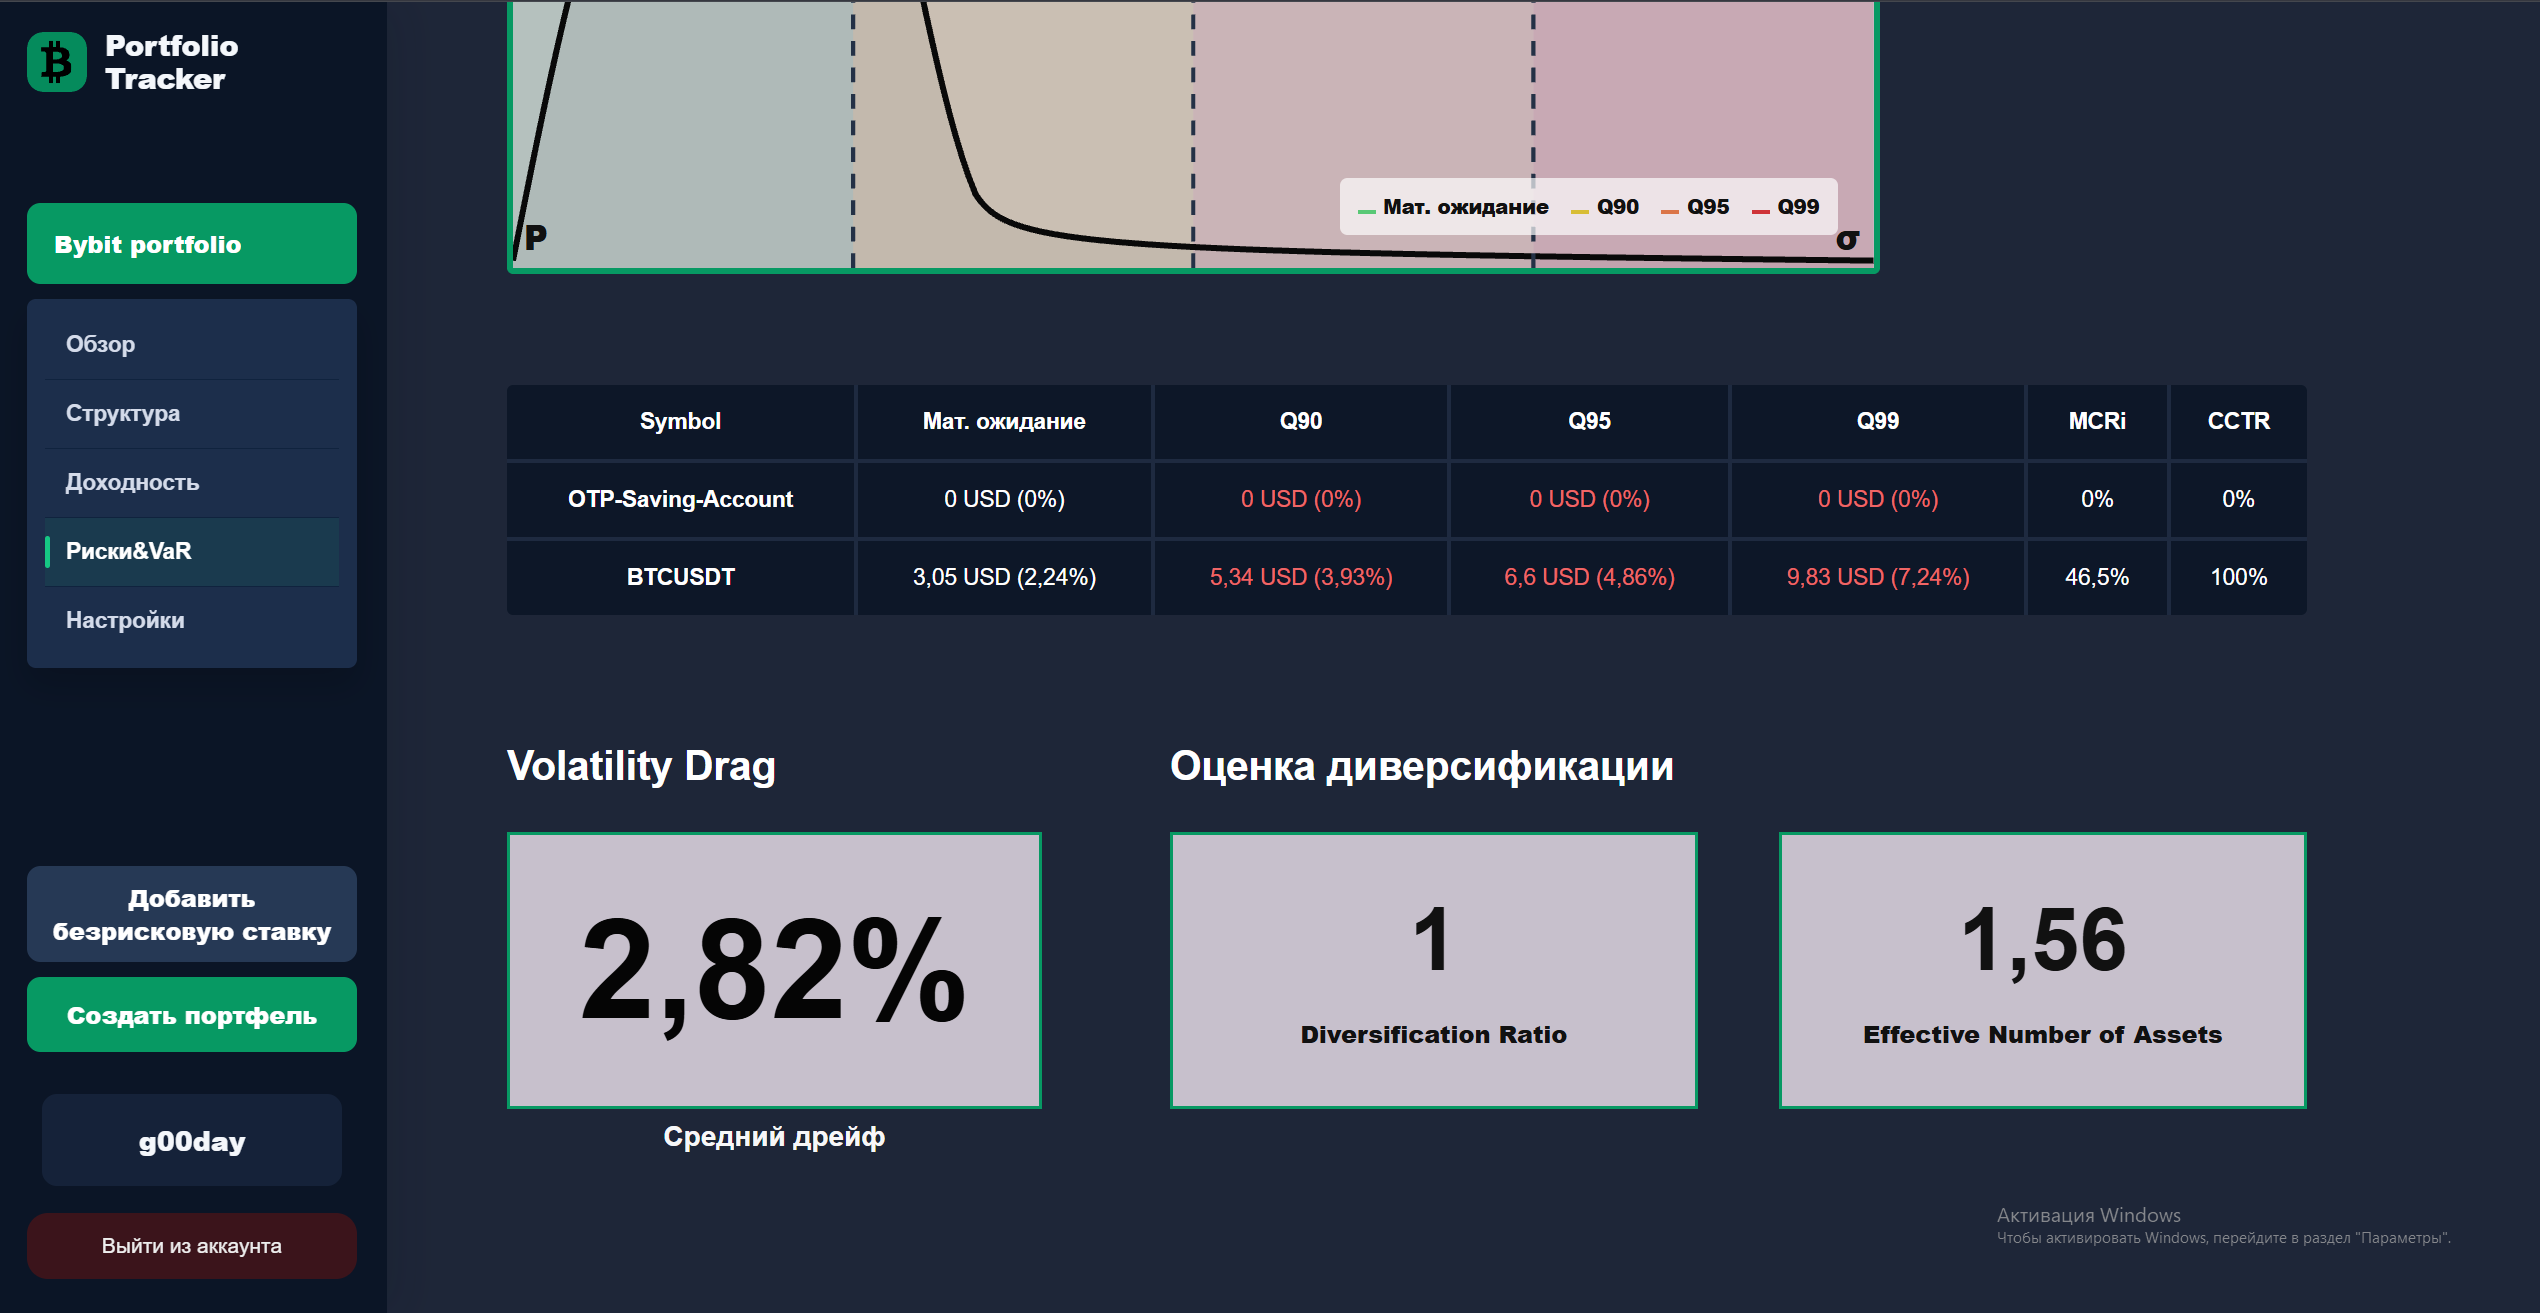 Portfolio
Tracker
Bybit portfolio
Обзор
Структура
Доходность
Риски&VaR
Настройки
Добавить
безрисковую ставку
Создать портфель
g00day
Выйти из аккаунта
P
Мат. ожидание Q90 Q95 Q99
σ
Symbol Мат. ожидание Q90 Q95 Q99 MCRi CCTR
OTP-Saving-Account 0 USD (0%) 0 USD (0%) 0 USD (0%) 0 USD (0%) 0% 0%
BTCUSDT 3,05 USD (2,24%) 5,34 USD (3,93%) 6,6 USD (4,86%) 9,83 USD (7,24%) 46,5% 100%
Volatility Drag
2,82%
Средний дрейф
Оценка диверсификации
1
Diversification Ratio
1,56
Effective Number of Assets
Активация Windows
Чтобы активировать Windows, перейдите в раздел "Параметры".